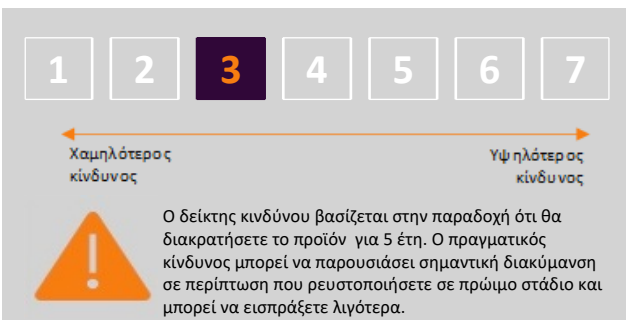 1 2 3 4 5 6 7
Χαμηλότερος Υψηλότερος
κίνδυνος κίνδυνος
Ο δείκτης κινδύνου βασίζεται στην παραδοχή ότι θα
διακρατήσετε το προϊόν για 5 έτη. Ο πραγματικός
κίνδυνος μπορεί να παρουσιάσει σημαντική διακύμανση
σε περίπτωση που ρευστοποιήσετε σε πρώιμο στάδιο και
μπορεί να εισπράξετε λιγότερα.